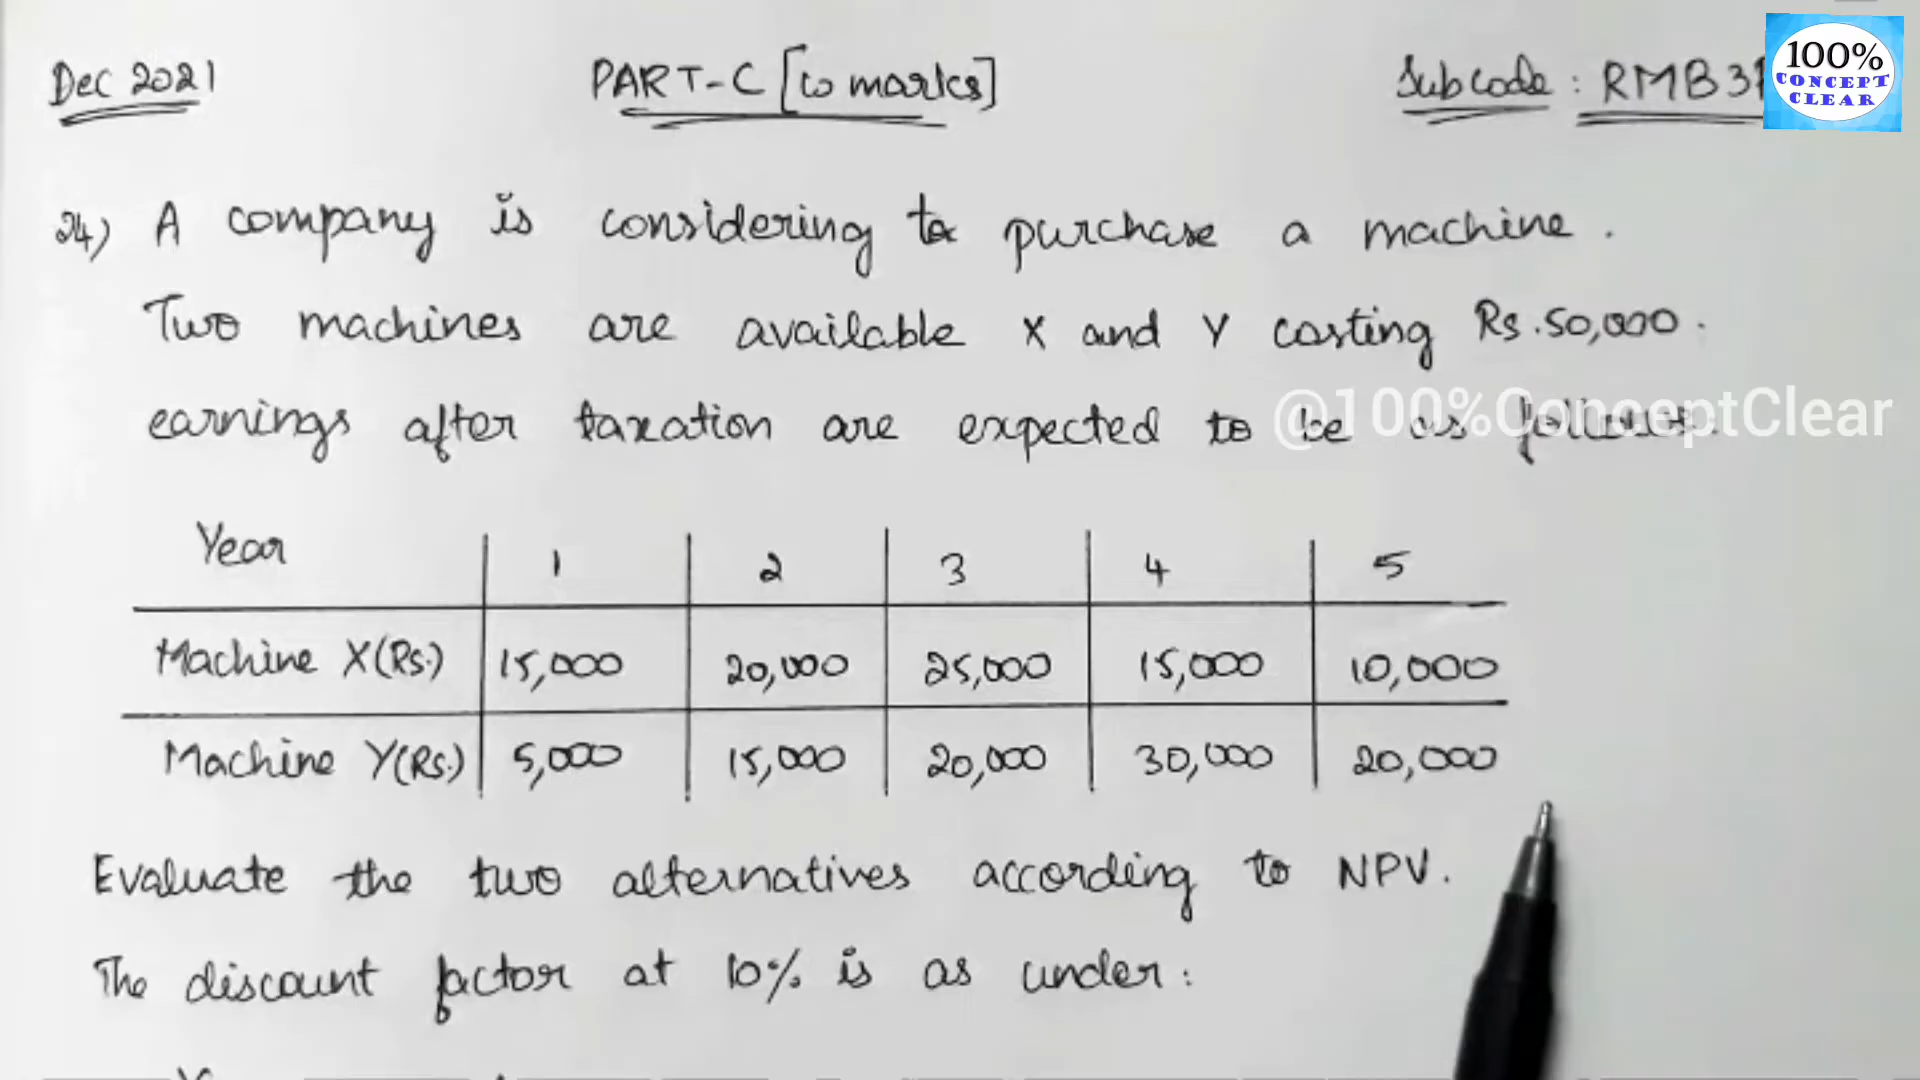 Dec 2021 PART-C [10 marks] Subcode : RMB3
100%
CONCEPT
CLEAR
24) A company is considering to purchase a machine.
Two machines are available X and Y costing Rs.50,000.
earnings after taxation are expected to be as follows.
@100%ConceptClear
Year 1 2 3 4 5
Machine X(Rs.) 15,000 20,000 25,000 15,000 10,000
Machine Y(Rs.) 5,000 15,000 20,000 30,000 20,000
Evaluate the two alternatives according to NPV.
The discount factor at 10% is as under: